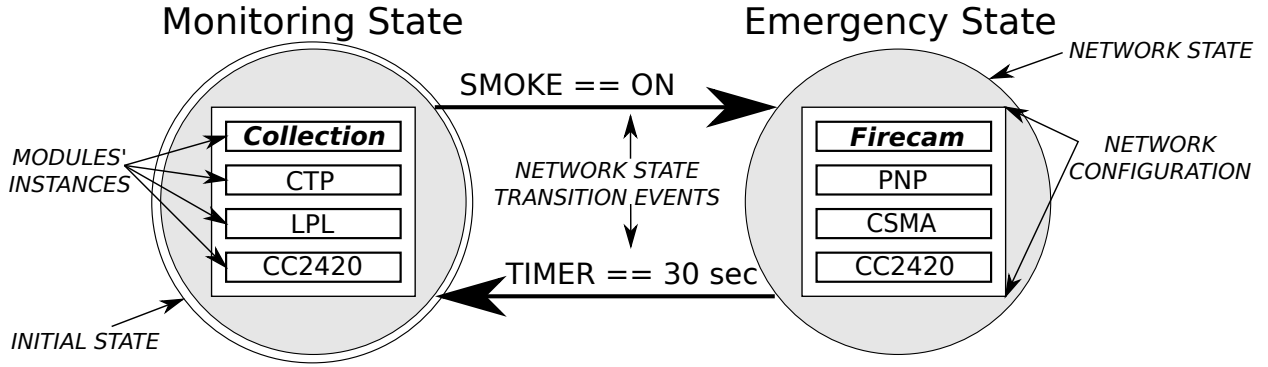 Monitoring State
Emergency State
NETWORK STATE
SMOKE == ON
Collection
CTP
LPL
CC2420
MODULES'
INSTANCES
NETWORK STATE
TRANSITION EVENTS
Firecam
PNP
CSMA
CC2420
NETWORK
CONFIGURATION
TIMER == 30 sec
INITIAL STATE